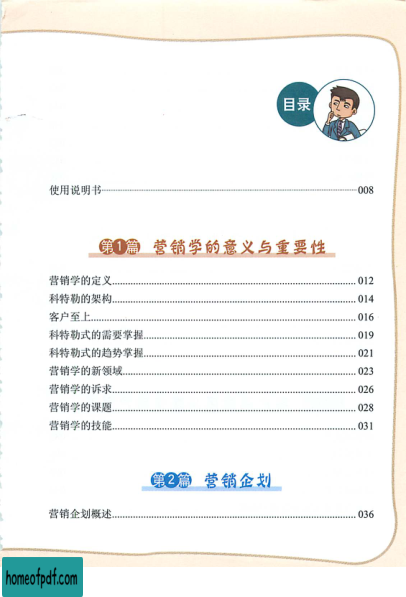 目录
使用说明书 008
第1篇 营销学的意义与重要性
营销学的定义 012
科特勒的架构 014
客户至上 016
科特勒式的需要掌握 019
科特勒式的趋势掌握 021
营销学的新领域 023
营销学的诉求 026
营销学的课题 028
营销学的技能 031
第2篇 营销企划
营销企划概述 036
homeofpdf.com